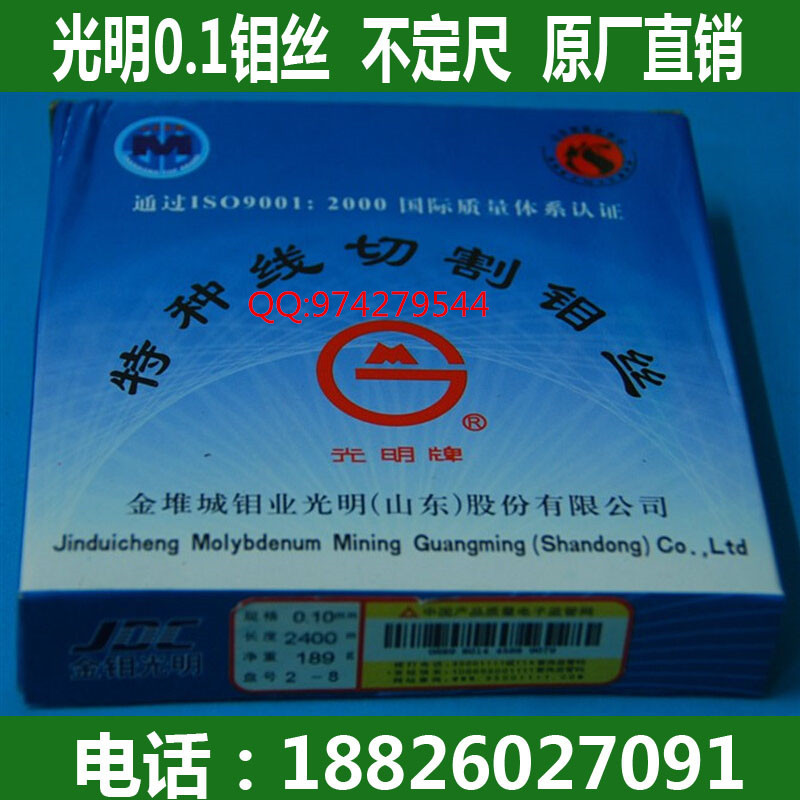 光明0.1钼丝 不定尺 原厂直销
通过ISO9001:2000 国际质量体系认证
特种线切割钼丝
QQ:974279544
光明牌
金堆城钼业光明(山东)股份有限公司
Jinduicheng Molybdenum Mining Guangming (Shandong) Co.,Ltd
JDC
金钼光明
规格 0.10mm
长度 2400 m
净重 189 g
盘号 2-8
中国产品质量电子监管网
电话：18826027091